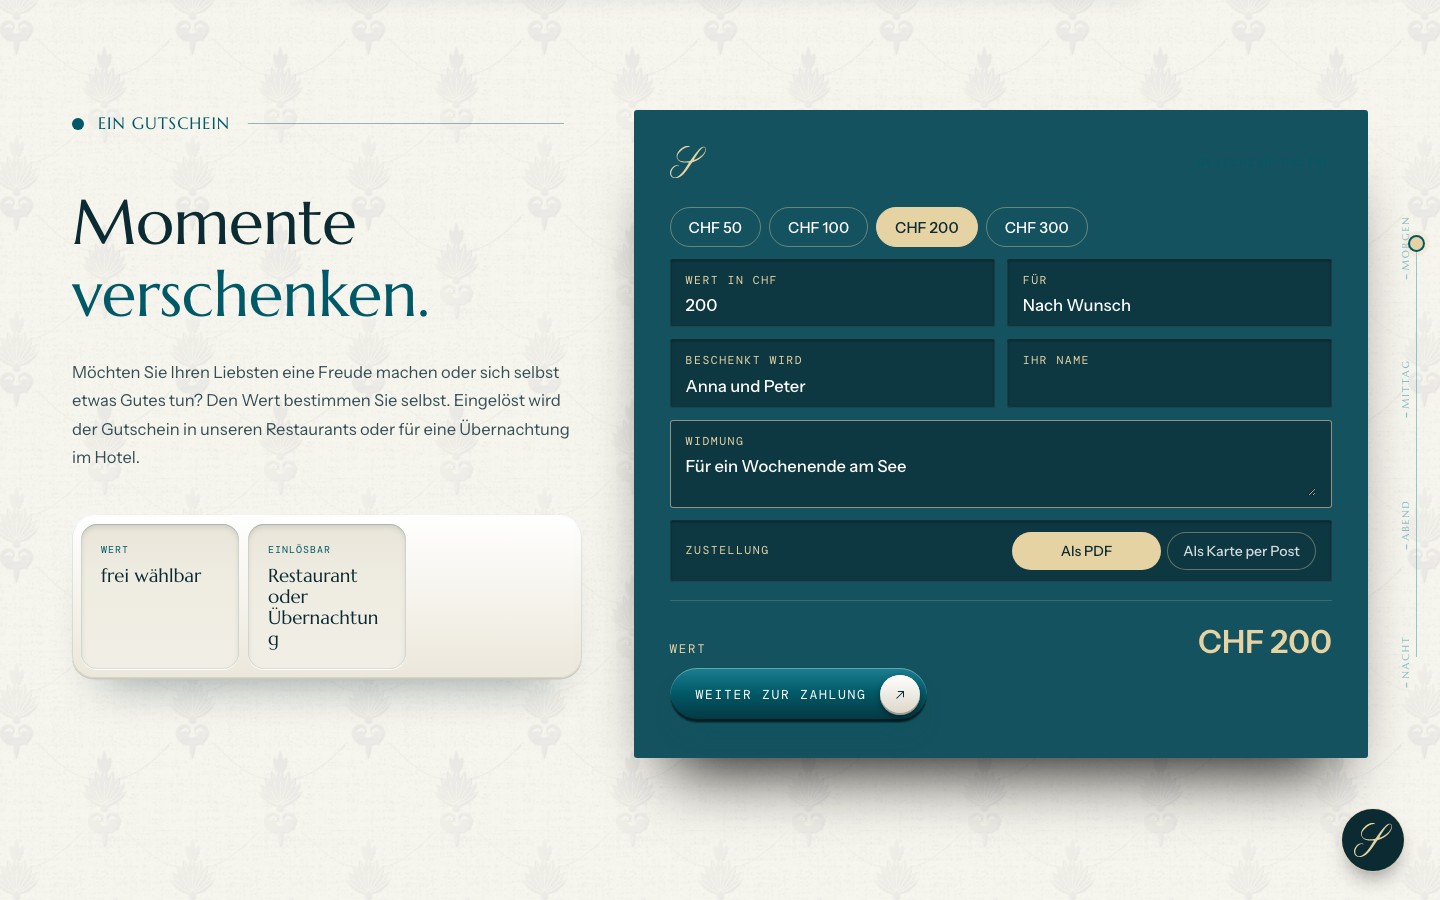 EIN GUTSCHEIN
Momente
verschenken.
Möchten Sie Ihren Liebsten eine Freude machen oder sich selbst
etwas Gutes tun? Den Wert bestimmen Sie selbst. Eingelöst wird
der Gutschein in unseren Restaurants oder für eine Übernachtung
im Hotel.
WERT
frei wählbar
EINLÖSBAR
Restaurant
oder
Übernachtun
g
S
CHF 50
CHF 100
CHF 200
CHF 300
WERT IN CHF
200
FÜR
Nach Wunsch
BESCHENKT WIRD
Anna und Peter
IHR NAME
WIDMUNG
Für ein Wochenende am See
ZUSTELLUNG
Als PDF
Als Karte per Post
WERT
CHF 200
WEITER ZUR ZAHLUNG
MORGEN
MITTAG
ABEND
NACHT
S